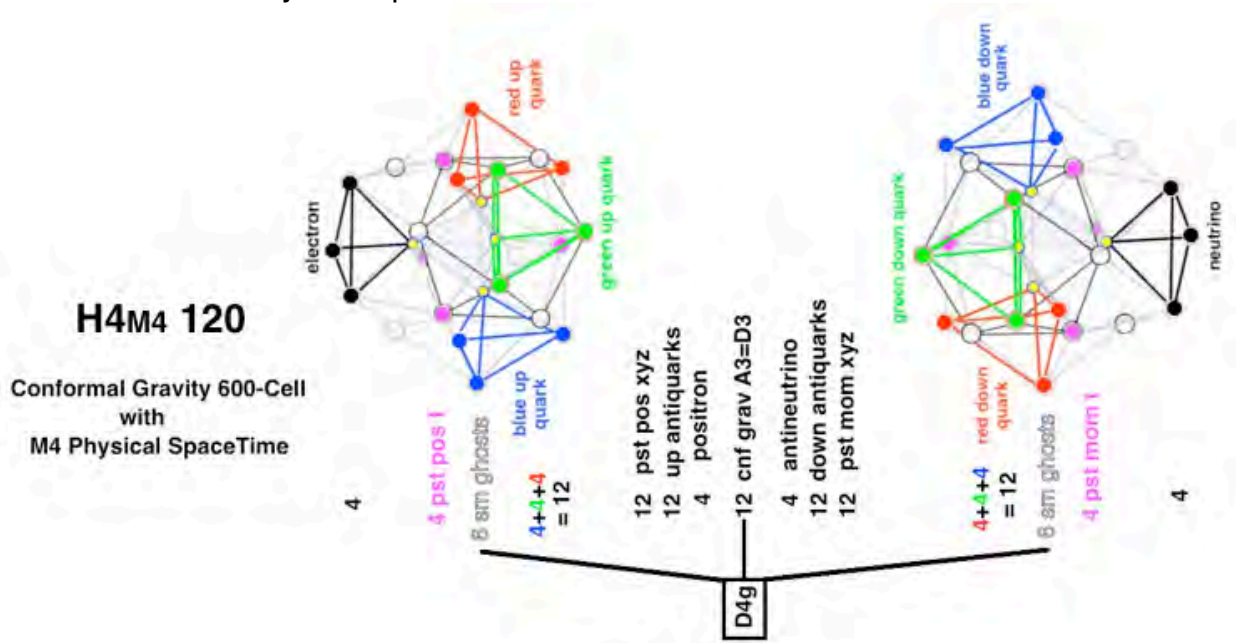 H4M4 120
Conformal Gravity 600-Cell
with
M4 Physical SpaceTime
electron
red up
quark
green up quark
blue up
quark
4
4 pst pos I
6 sm ghosts
4+4+4
= 12
12 pst pos xyz
12 up antiquarks
4 positron
12 cnf grav A3=D3
4 antineutrino
12 down antiquarks
12 pst mom xyz
D4g
blue down
quark
green down quark
red down
quark
neutrino
4+4+4
= 12
6 sm ghosts
4 pst mom I
4